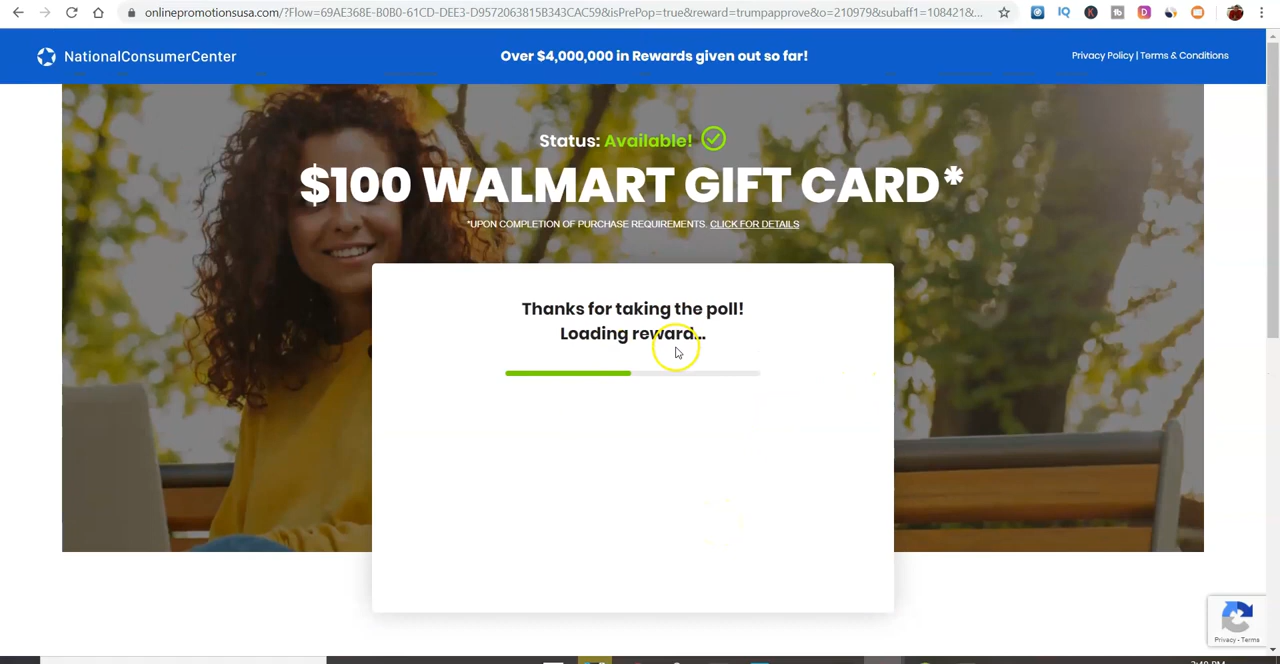 onlinepromotionsusa.com/?Flow=69AE368E-B0B0-61CD-DEE3-D9572063815B343CAC59&isPrePop=true&reward=trumpapprove&o=210979&subaff1=108421&...
NationalConsumerCenter
Over $4,000,000 in Rewards given out so far!
Privacy Policy | Terms & Conditions
Status: Available!
$100 WALMART GIFT CARD*
*UPON COMPLETION OF PURCHASE REQUIREMENTS. CLICK FOR DETAILS
Thanks for taking the poll!
Loading reward...
Privacy - Terms